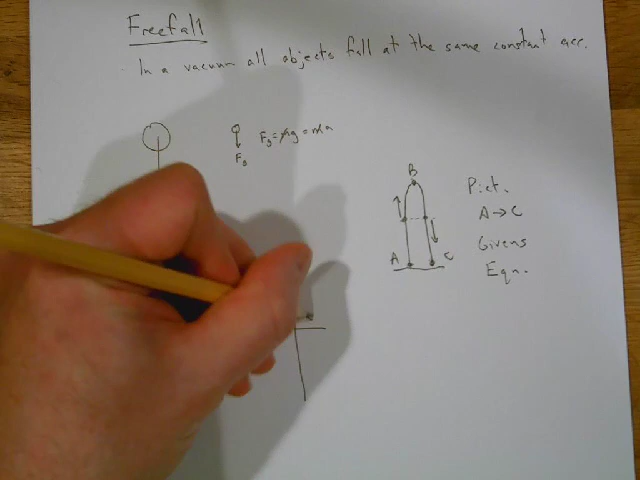 Freefall
In a vacuum all objects fall at the same constant acc.
Fg = mg = ma
Fg
B
A C
Pict.
A → C
Givens
Eqn.